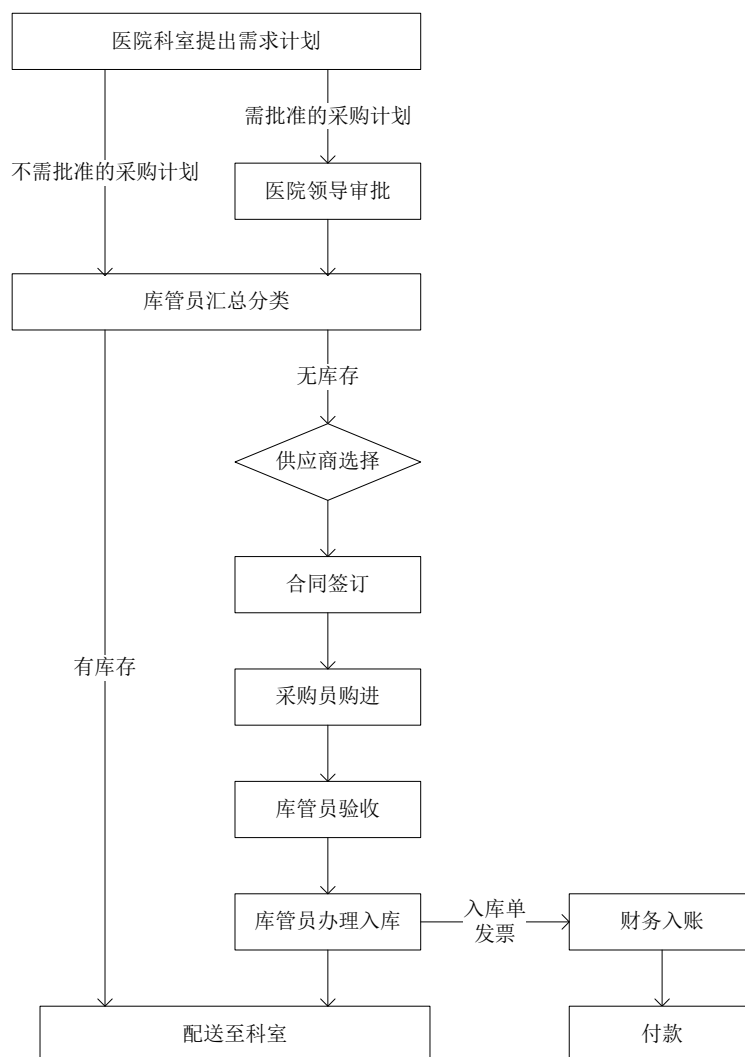 医院科室提出需求计划
需批准的采购计划
不需批准的采购计划
医院领导审批
库管员汇总分类
无库存
供应商选择
合同签订
有库存
采购员购进
库管员验收
库管员办理入库
入库单
发票
财务入账
配送至科室
付款